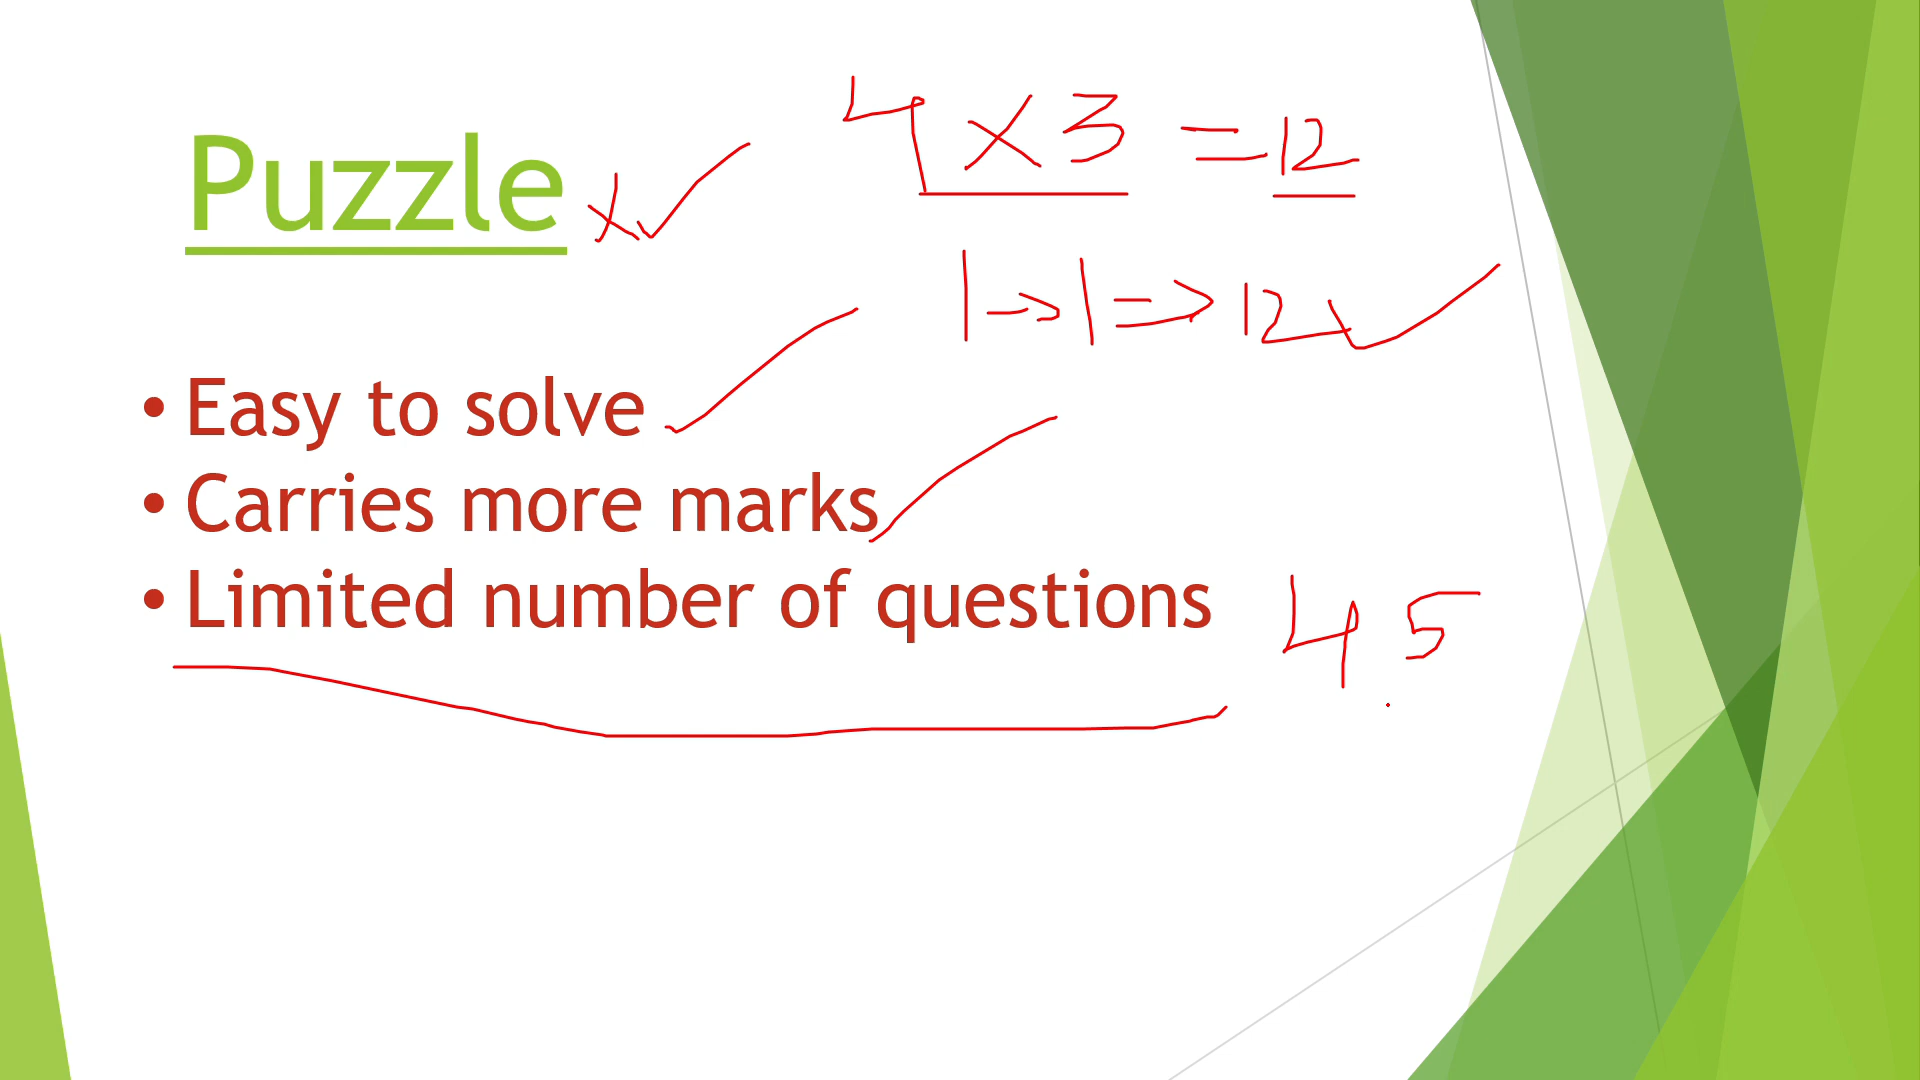 4 x 3 = 12
Puzzle
1 -> 1 => 12
• Easy to solve
• Carries more marks
• Limited number of questions
4 5